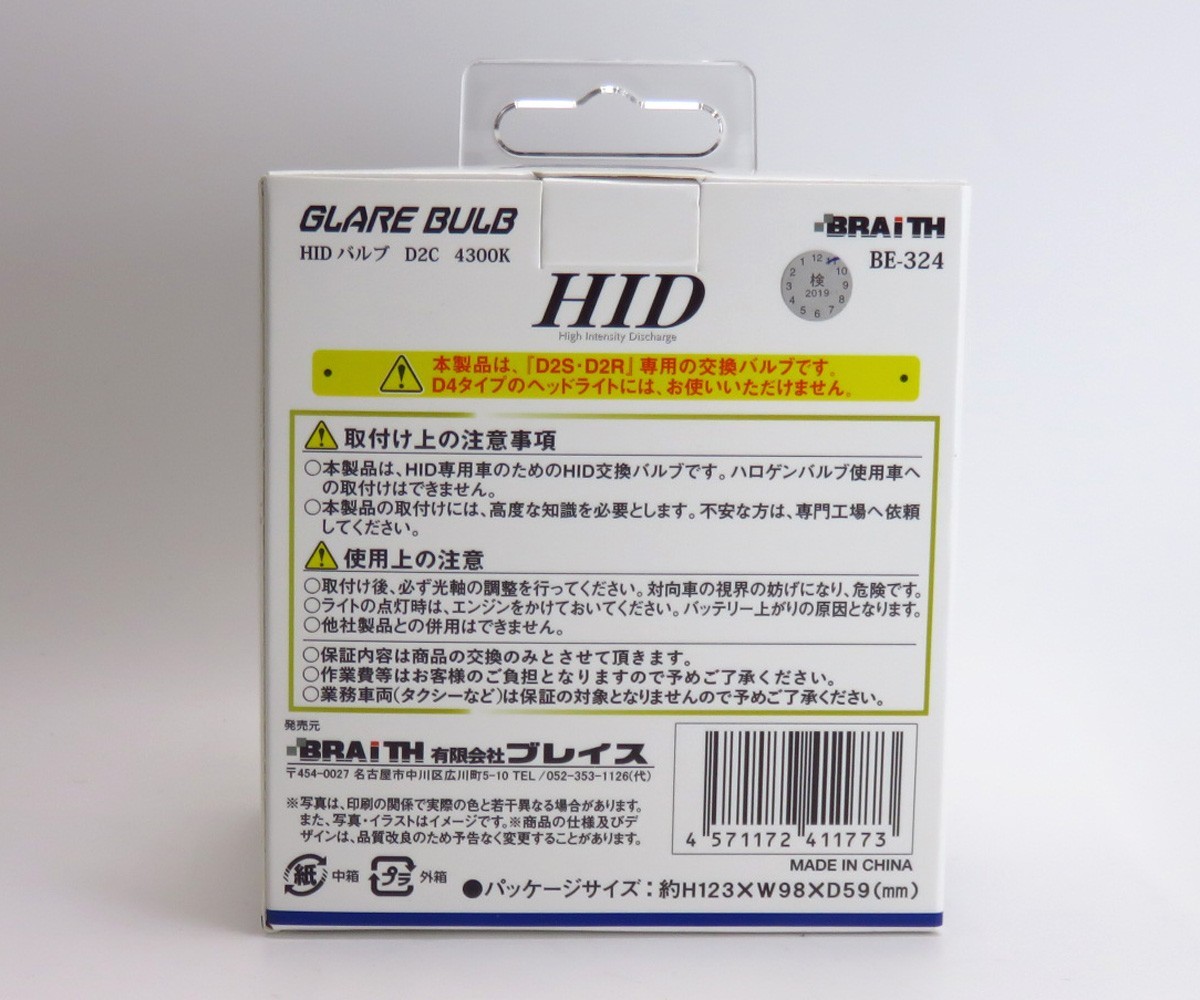 GLARE BULB
HID バルブ D2C 4300K
BRAiTH
BE-324
12
1
10
2
9
3
8
4
7
5
6
検
2019
HID
High Intensity Discharge
本製品は、『D2S・D2R』専用の交換バルブです。
D4タイプのヘッドライトには、お使いいただけません。
取付け上の注意事項
○本製品は、HID専用車のためのHID交換バルブです。ハロゲンバルブ使用車へ
の取付けはできません。
○本製品の取付けには、高度な知識を必要とします。不安な方は、専門工場へ依頼
してください。
使用上の注意
○取付け後、必ず光軸の調整を行ってください。対向車の視界の妨げになり、危険です。
○ライトの点灯時は、エンジンをかけておいてください。バッテリー上がりの原因となります。
○他社製品との併用はできません。
○保証内容は商品の交換のみとさせて頂きます。
○作業費等はお客様のご負担となりますので予めご了承ください。
○業務車両(タクシーなど)は保証の対象となりませんので予めご了承ください。
発売元
BRAiTH 有限会社ブレイス
〒454-0027 名古屋市中川区広川町5-10 TEL/052-353-1126(代)
※写真は、印刷の関係で実際の色と若干異なる場合があります。
また、写真・イラストはイメージです。※商品の仕様及びデ
ザインは、品質改良のため予告なく変更することがあります。
4 571172 411773
MADE IN CHINA
紙 中箱 プラ 外箱
●パッケージサイズ：約H123×W98×D59(mm)